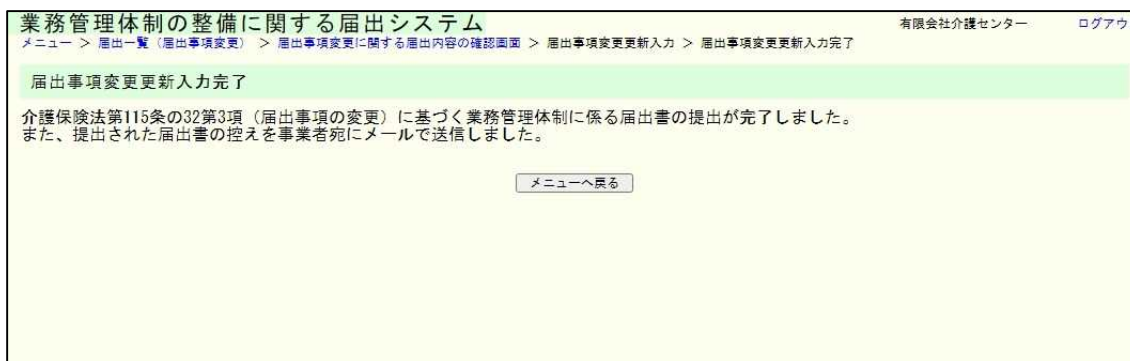 業務管理体制の整備に関する届出システム
有限会社介護センター ログアウ
メニュー ＞ 届出一覧（届出事項変更） ＞ 届出事項変更に関する届出内容の確認画面 ＞ 届出事項変更更新入力 ＞ 届出事項変更更新入力完了
届出事項変更更新入力完了
介護保険法第115条の32第3項（届出事項の変更）に基づく業務管理体制に係る届出書の提出が完了しました。
また、提出された届出書の控えを事業者宛にメールで送信しました。
メニューへ戻る